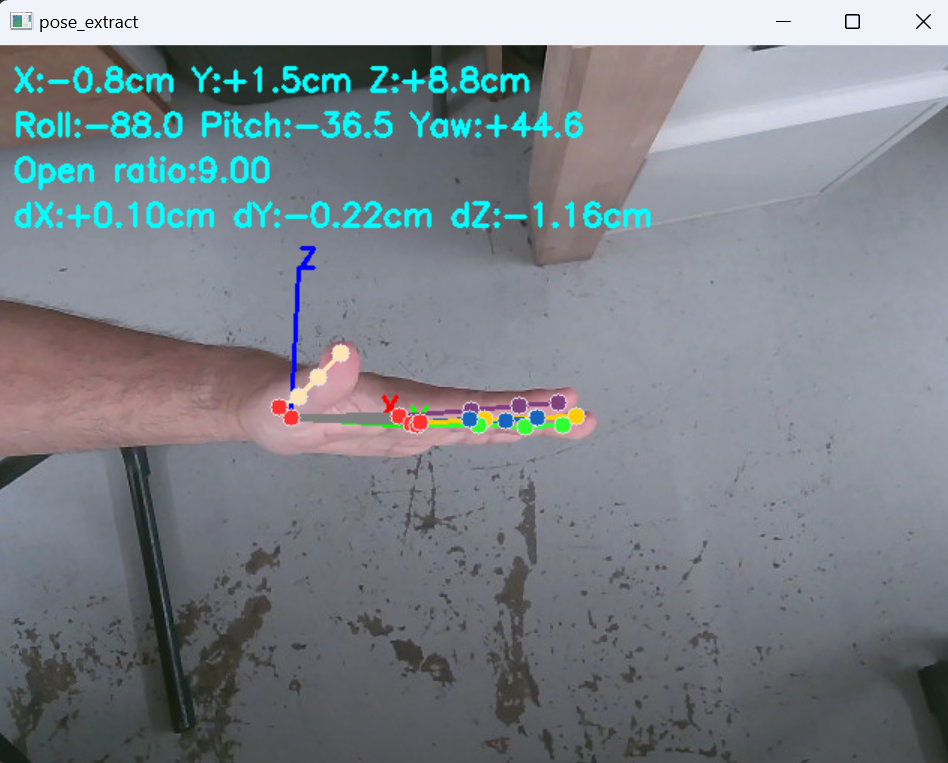 pose_extract
X:-0.8cm Y:+1.5cm Z:+8.8cm
Roll:-88.0 Pitch:-36.5 Yaw:+44.6
Open ratio:9.00
dX:+0.10cm dY:-0.22cm dZ:-1.16cm
Z
Y